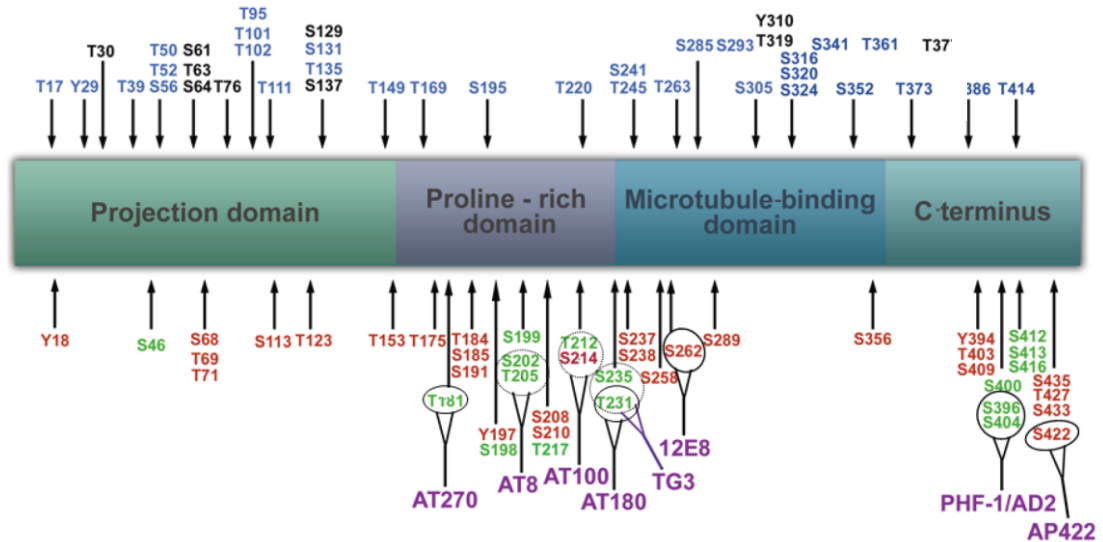 T95
T101
T102
S129
S131
T135
S137
Y310
T319
T30
T50
T52
S56
S61
T63
S64
S285
S293
S316
S320
S324
S341
T361
T37
T17
Y29
T39
T76
T111
T149
T169
S195
T220
S241
T245
T263
S305
S352
T373
386
T414
Projection domain
Proline - rich
domain
Microtubule-binding
domain
C-terminus
Y18
S46
S68
T69
T71
S113
T123
T153
T175
T181
T184
S185
S191
Y197
S198
S199
S202
T205
S208
S210
T217
T212
S214
S235
T231
S237
S238
S258
S262
S289
S356
Y394
T403
S409
S400
S396
S404
S412
S413
S416
S435
T427
S433
S422
AT270
AT8
AT100
AT180
TG3
12E8
PHF-1/AD2
AP422